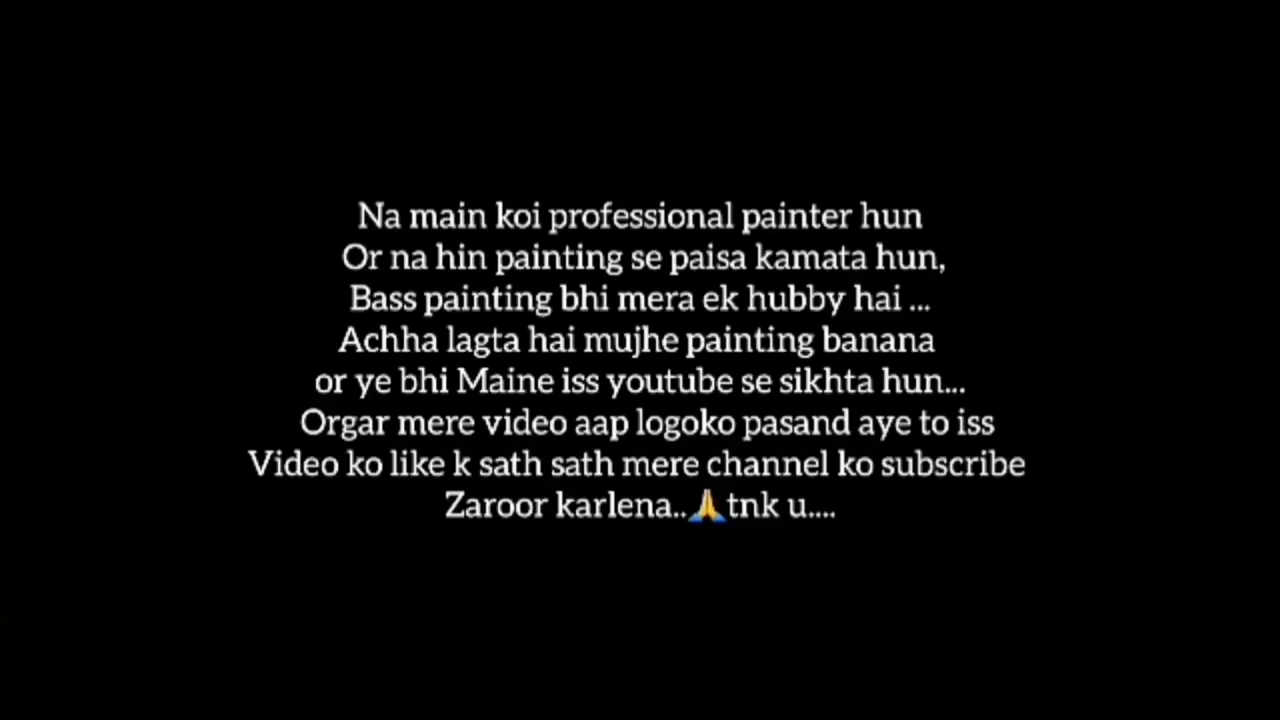 Na main koi professional painter hun
Or na hin painting se paisa kamata hun,
Bass painting bhi mera ek hubby hai ...
Achha lagta hai mujhe painting banana
or ye bhi Maine iss youtube se sikhta hun...
Orgar mere video aap logoko pasand aye to iss
Video ko like k sath sath mere channel ko subscribe
Zaroor karlena..🙏tnk u....